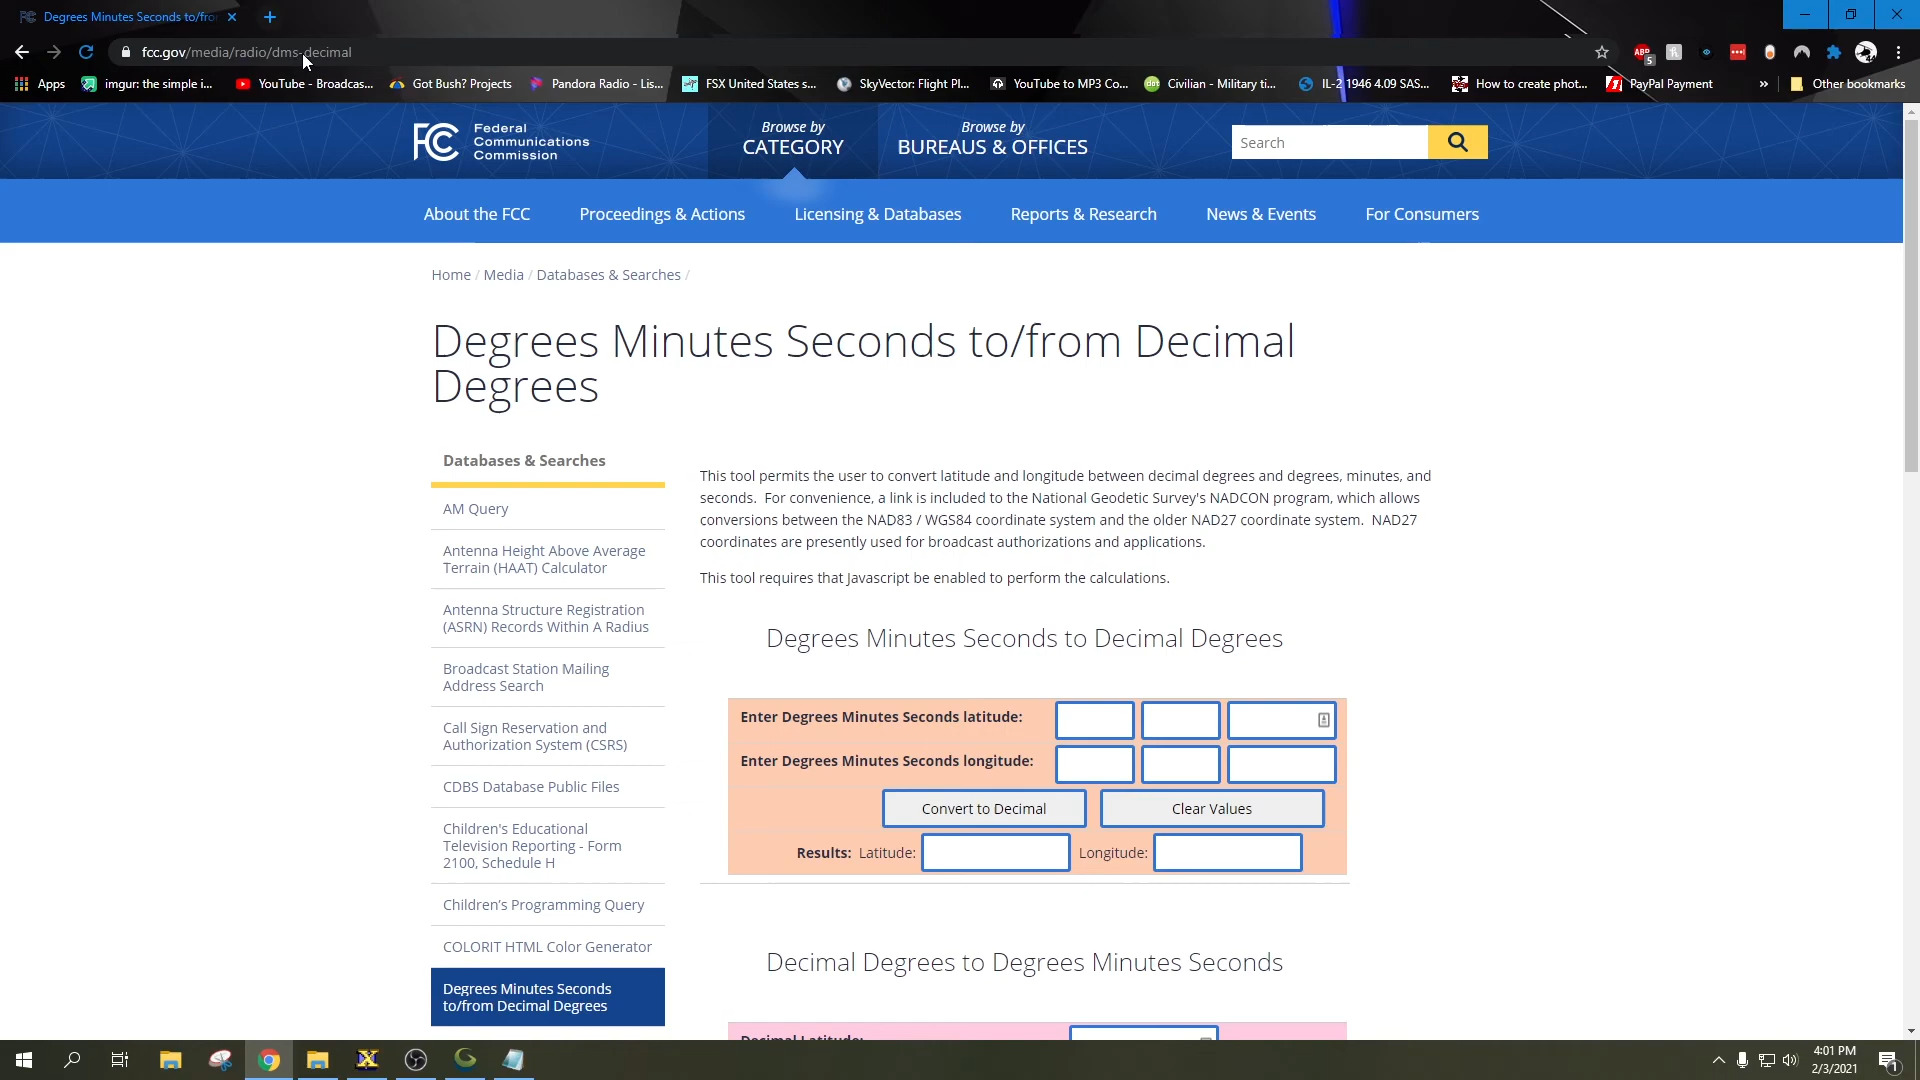 Degrees Minutes Seconds to/fro
fcc.gov/media/radio/dms-decimal
ABP
5
Apps
imgur: the simple i...
YouTube - Broadcas...
Got Bush? Projects
Pandora Radio - Lis...
FSX United States s...
SkyVector: Flight Pl...
YouTube to MP3 Co...
Civilian - Military ti...
IL-2 1946 4.09 SAS...
How to create phot...
PayPal Payment
»
Other bookmarks
FCC
Federal
Communications
Commission
Browse by
CATEGORY
Browse by
BUREAUS & OFFICES
Search
About the FCC
Proceedings & Actions
Licensing & Databases
Reports & Research
News & Events
For Consumers
Home / Media / Databases & Searches /
Degrees Minutes Seconds to/from Decimal
Degrees
Databases & Searches
AM Query
Antenna Height Above Average
Terrain (HAAT) Calculator
Antenna Structure Registration
(ASRN) Records Within A Radius
Broadcast Station Mailing
Address Search
Call Sign Reservation and
Authorization System (CSRS)
CDBS Database Public Files
Children's Educational
Television Reporting - Form
2100, Schedule H
Children's Programming Query
COLORIT HTML Color Generator
Degrees Minutes Seconds
to/from Decimal Degrees
This tool permits the user to convert latitude and longitude between decimal degrees and degrees, minutes, and
seconds.  For convenience, a link is included to the National Geodetic Survey's NADCON program, which allows
conversions between the NAD83 / WGS84 coordinate system and the older NAD27 coordinate system.  NAD27
coordinates are presently used for broadcast authorizations and applications.
This tool requires that Javascript be enabled to perform the calculations.
Degrees Minutes Seconds to Decimal Degrees
Enter Degrees Minutes Seconds latitude:
Enter Degrees Minutes Seconds longitude:
Convert to Decimal
Clear Values
Results: Latitude:
Longitude:
Decimal Degrees to Degrees Minutes Seconds
Decimal Latitude:
4:01 PM
2/3/2021
1